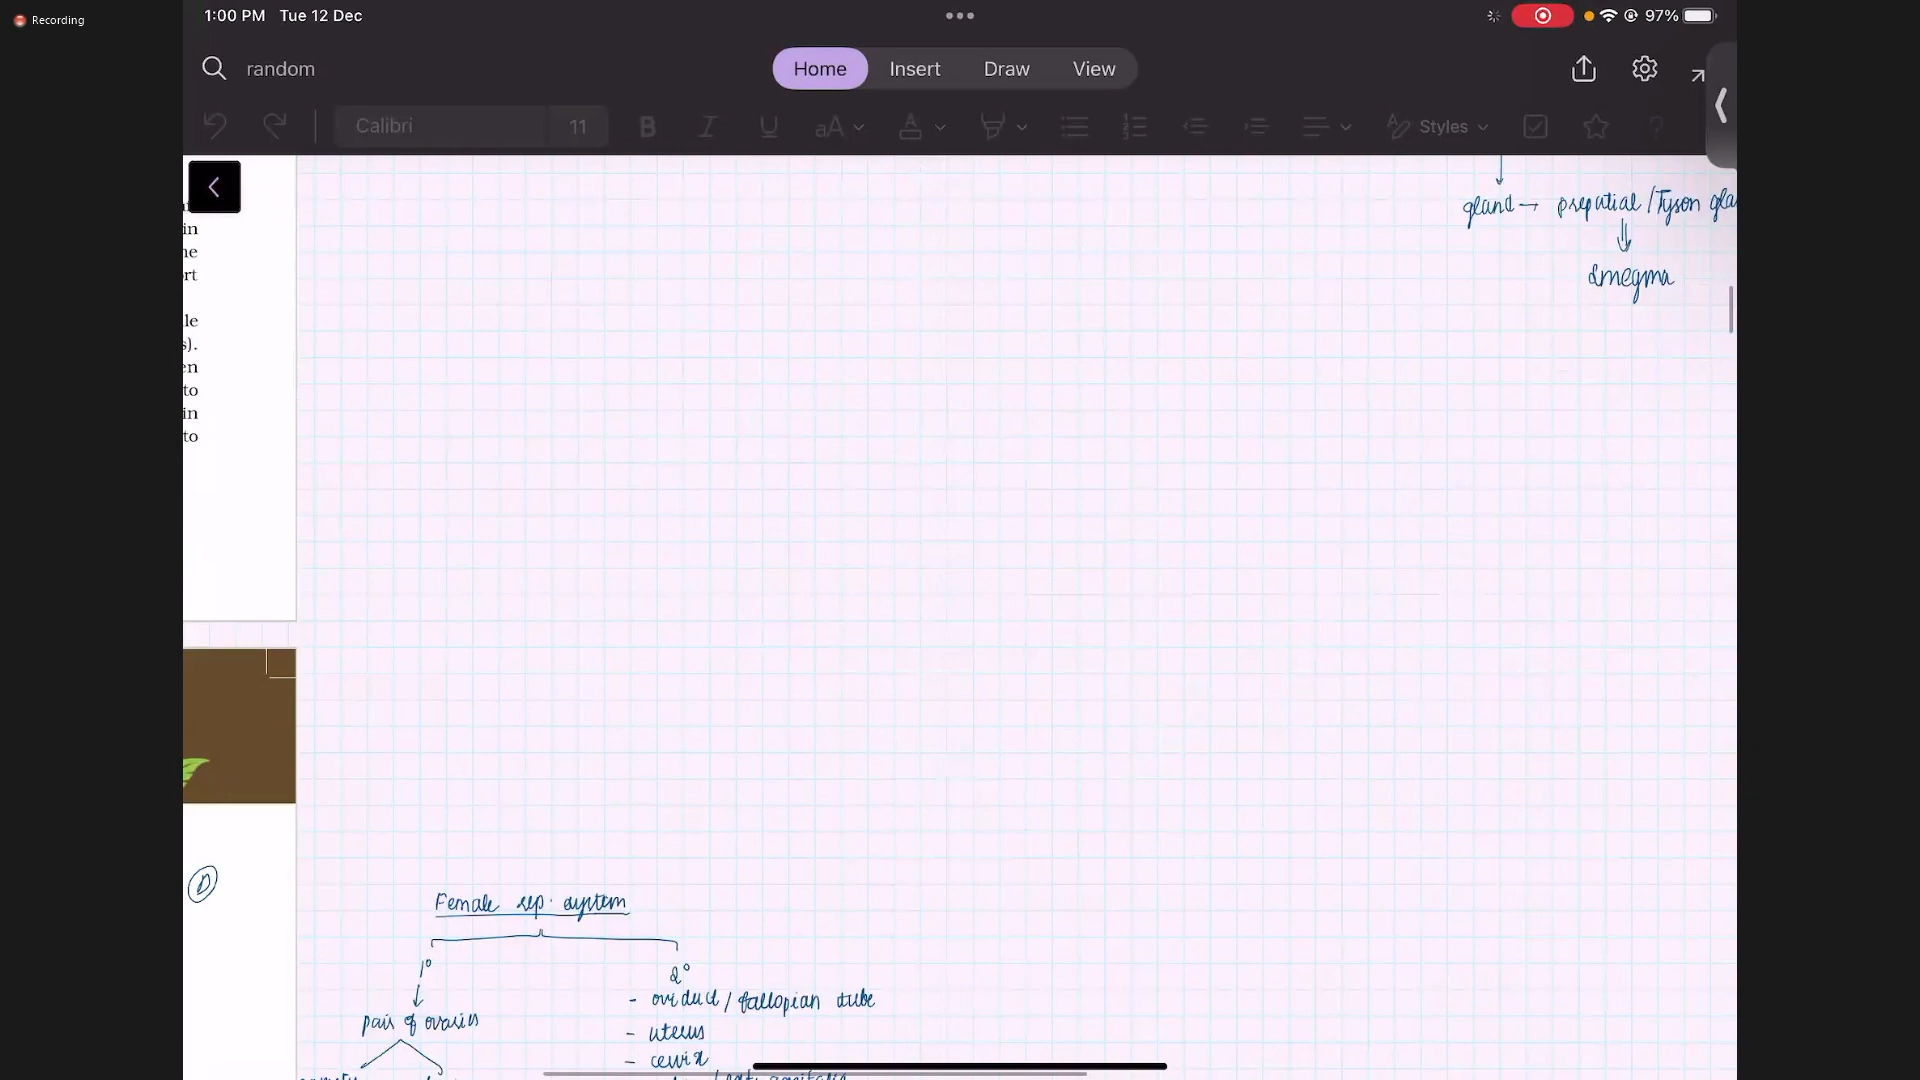 Recording
1:00 PM Tue 12 Dec
97%
random
Home Insert Draw View
Calibri 11
B I U aA A Styles ?
in
ne
rt
le
s).
en
to
in
to
gland → preputial / Tyson gla
smegma
D
Female rep. system
1°
2°
pair of ovaries
- oviduct / fallopian tube
- uterus
- cervix